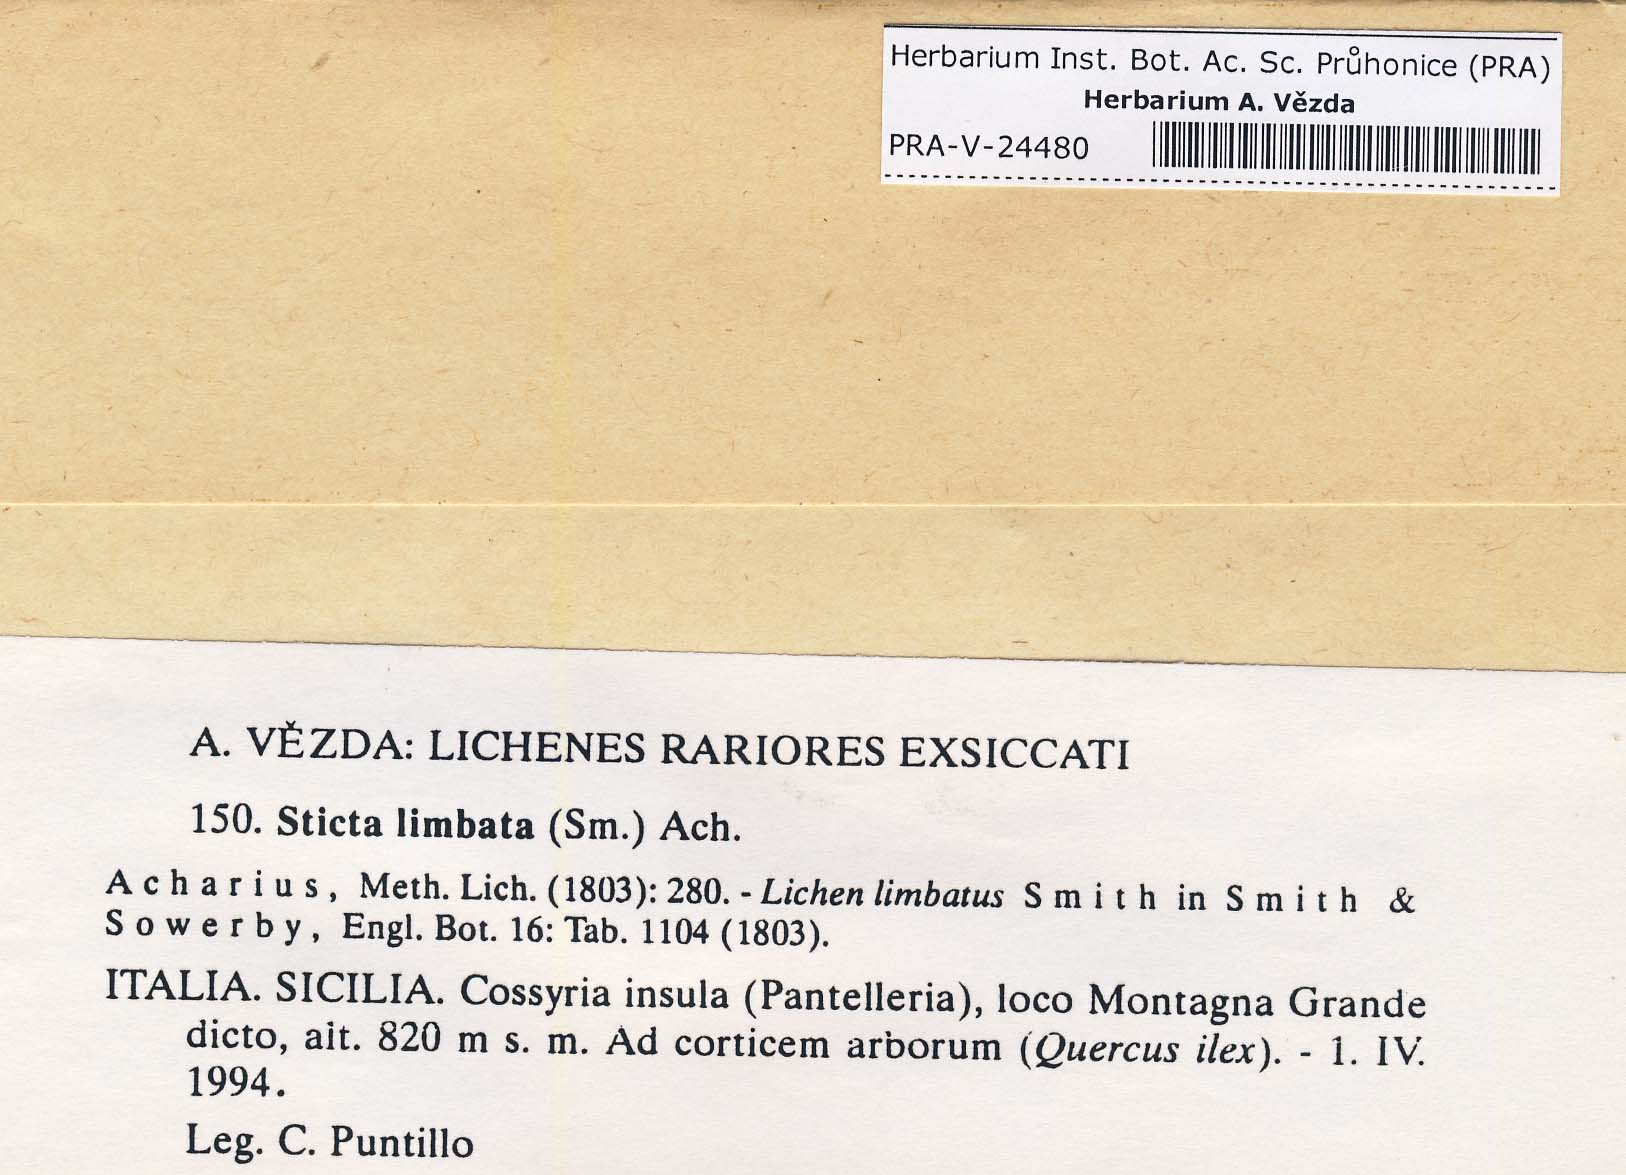 Herbarium Inst. Bot. Ac. Sc. Průhonice (PRA)
Herbarium A. Vězda
PRA-V-24480
A. VĚZDA: LICHENES RARIORES EXSICCATI
150. Sticta limbata (Sm.) Ach.
Acharius, Meth. Lich. (1803): 280. - Lichen limbatus Smith in Smith &
Sowerby, Engl. Bot. 16: Tab. 1104 (1803).
ITALIA. SICILIA. Cossyria insula (Pantelleria), loco Montagna Grande
dicto, alt. 820 m s. m. Ad corticem arborum (Quercus ilex). - 1. IV.
1994.
Leg. C. Puntillo